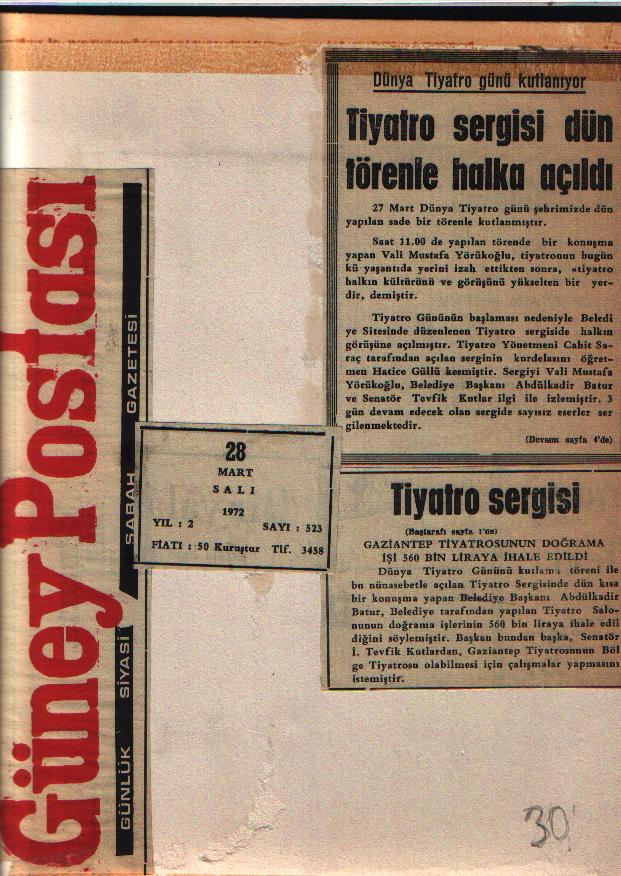 Güney Postası
GÜNLÜK SİYASİ SABAH GAZETESİ
28
MART
SALI
1972
YIL : 2 SAYI : 523
FİATI : 50 Kuruştur Tlf. 3458
Dünya Tiyatro günü kutlanıyor
Tiyatro sergisi dün
törenle halka açıldı
27 Mart Dünya Tiyatro günü şehrimizde dün
yapılan sade bir törenle kutlanmıştır.
Saat 11.00 de yapılan törende bir konuşma
yapan Vali Mustafa Yörükoğlu, tiyatronun bugün
kü yaşantıda yerini izah ettikten sonra, «tiyatro
halkın kültürünü ve görüşünü yükselten bir yer-
dir, demiştir.
Tiyatro Gününün başlaması nedeniyle Beledi
ye Sitesinde düzenlenen Tiyatro sergiside halkın
görüşüne açılmıştır. Tiyatro Yönetmeni Cahit Sa-
raç tarafından açılan serginin kurdelasını öğret-
men Hatice Güllü kesmiştir. Sergiyi Vali Mustafa
Yörükoğlu, Belediye Başkanı Abdülkadir Batur
ve Senatör Tevfik Kutlar ilgi ile izlemiştir. 3
gün devam edecek olan sergide sayısız eserler ser
gilenmektedir.
(Devam sayfa 4'de)
Tiyatro sergisi
(Baştarafı sayfa 1'de)
GAZİANTEP TİYATROSUNUN DOĞRAMA
İŞİ 560 BİN LİRAYA İHALE EDİLDİ
Dünya Tiyatro Gününü kutlama töreni ile
bu nünasebetle açılan Tiyatro Sergisinde dün kısa
bir konuşma yapan Belediye Başkanı Abdülkadir
Batur, Belediye tarafından yapılan Tiyatro Salo-
nunun doğrama işlerinin 560 bin liraya ihale edil
diğini söylemiştir. Başkan bundan başka, Senatör
İ. Tevfik Kutlardan, Gaziantep Tiyatrosunun Böl
ge Tiyatrosu olabilmesi için çalışmalar yapmasını
istemiştir.
30